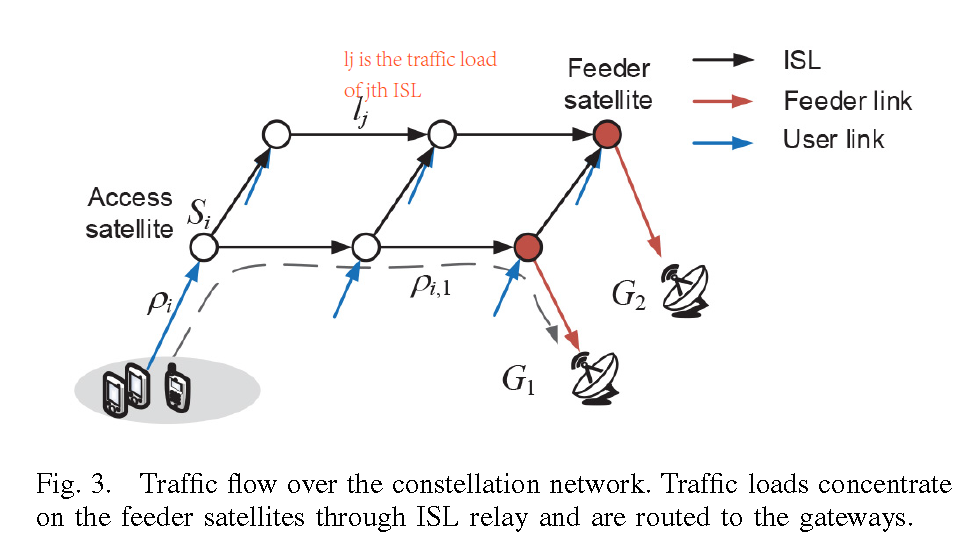 lj is the traffic load
of jth ISL
l_j
Feeder
satellite
ISL
Feeder link
User link
Access
satellite
S_i
ρ_i
ρ_{i,1}
G_2
G_1
Fig. 3. Traffic flow over the constellation network. Traffic loads concentrate
on the feeder satellites through ISL relay and are routed to the gateways.